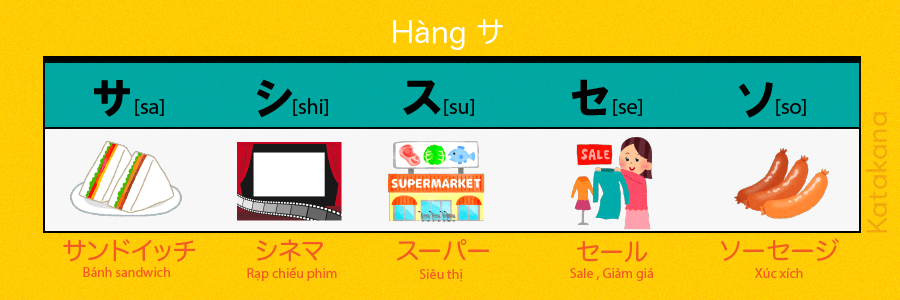 Hàng サ
サ[sa] シ[shi] ス[su] セ[se] ソ[so]
SUPERMARKET
SALE
サンドイッチ シネマ スーパー セール ソーセージ
Bánh sandwich Rạp chiếu phim Siêu thị Sale , Giảm giá Xúc xích
Katakana